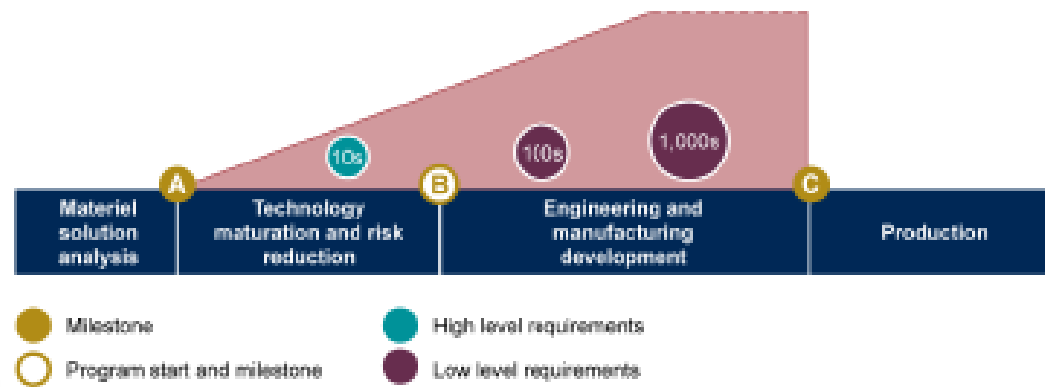 10s
100s
1,000s
A
B
C
Materiel
solution
analysis
Technology
maturation and risk
reduction
Engineering and
manufacturing
development
Production
Milestone
High level requirements
Program start and milestone
Low level requirements